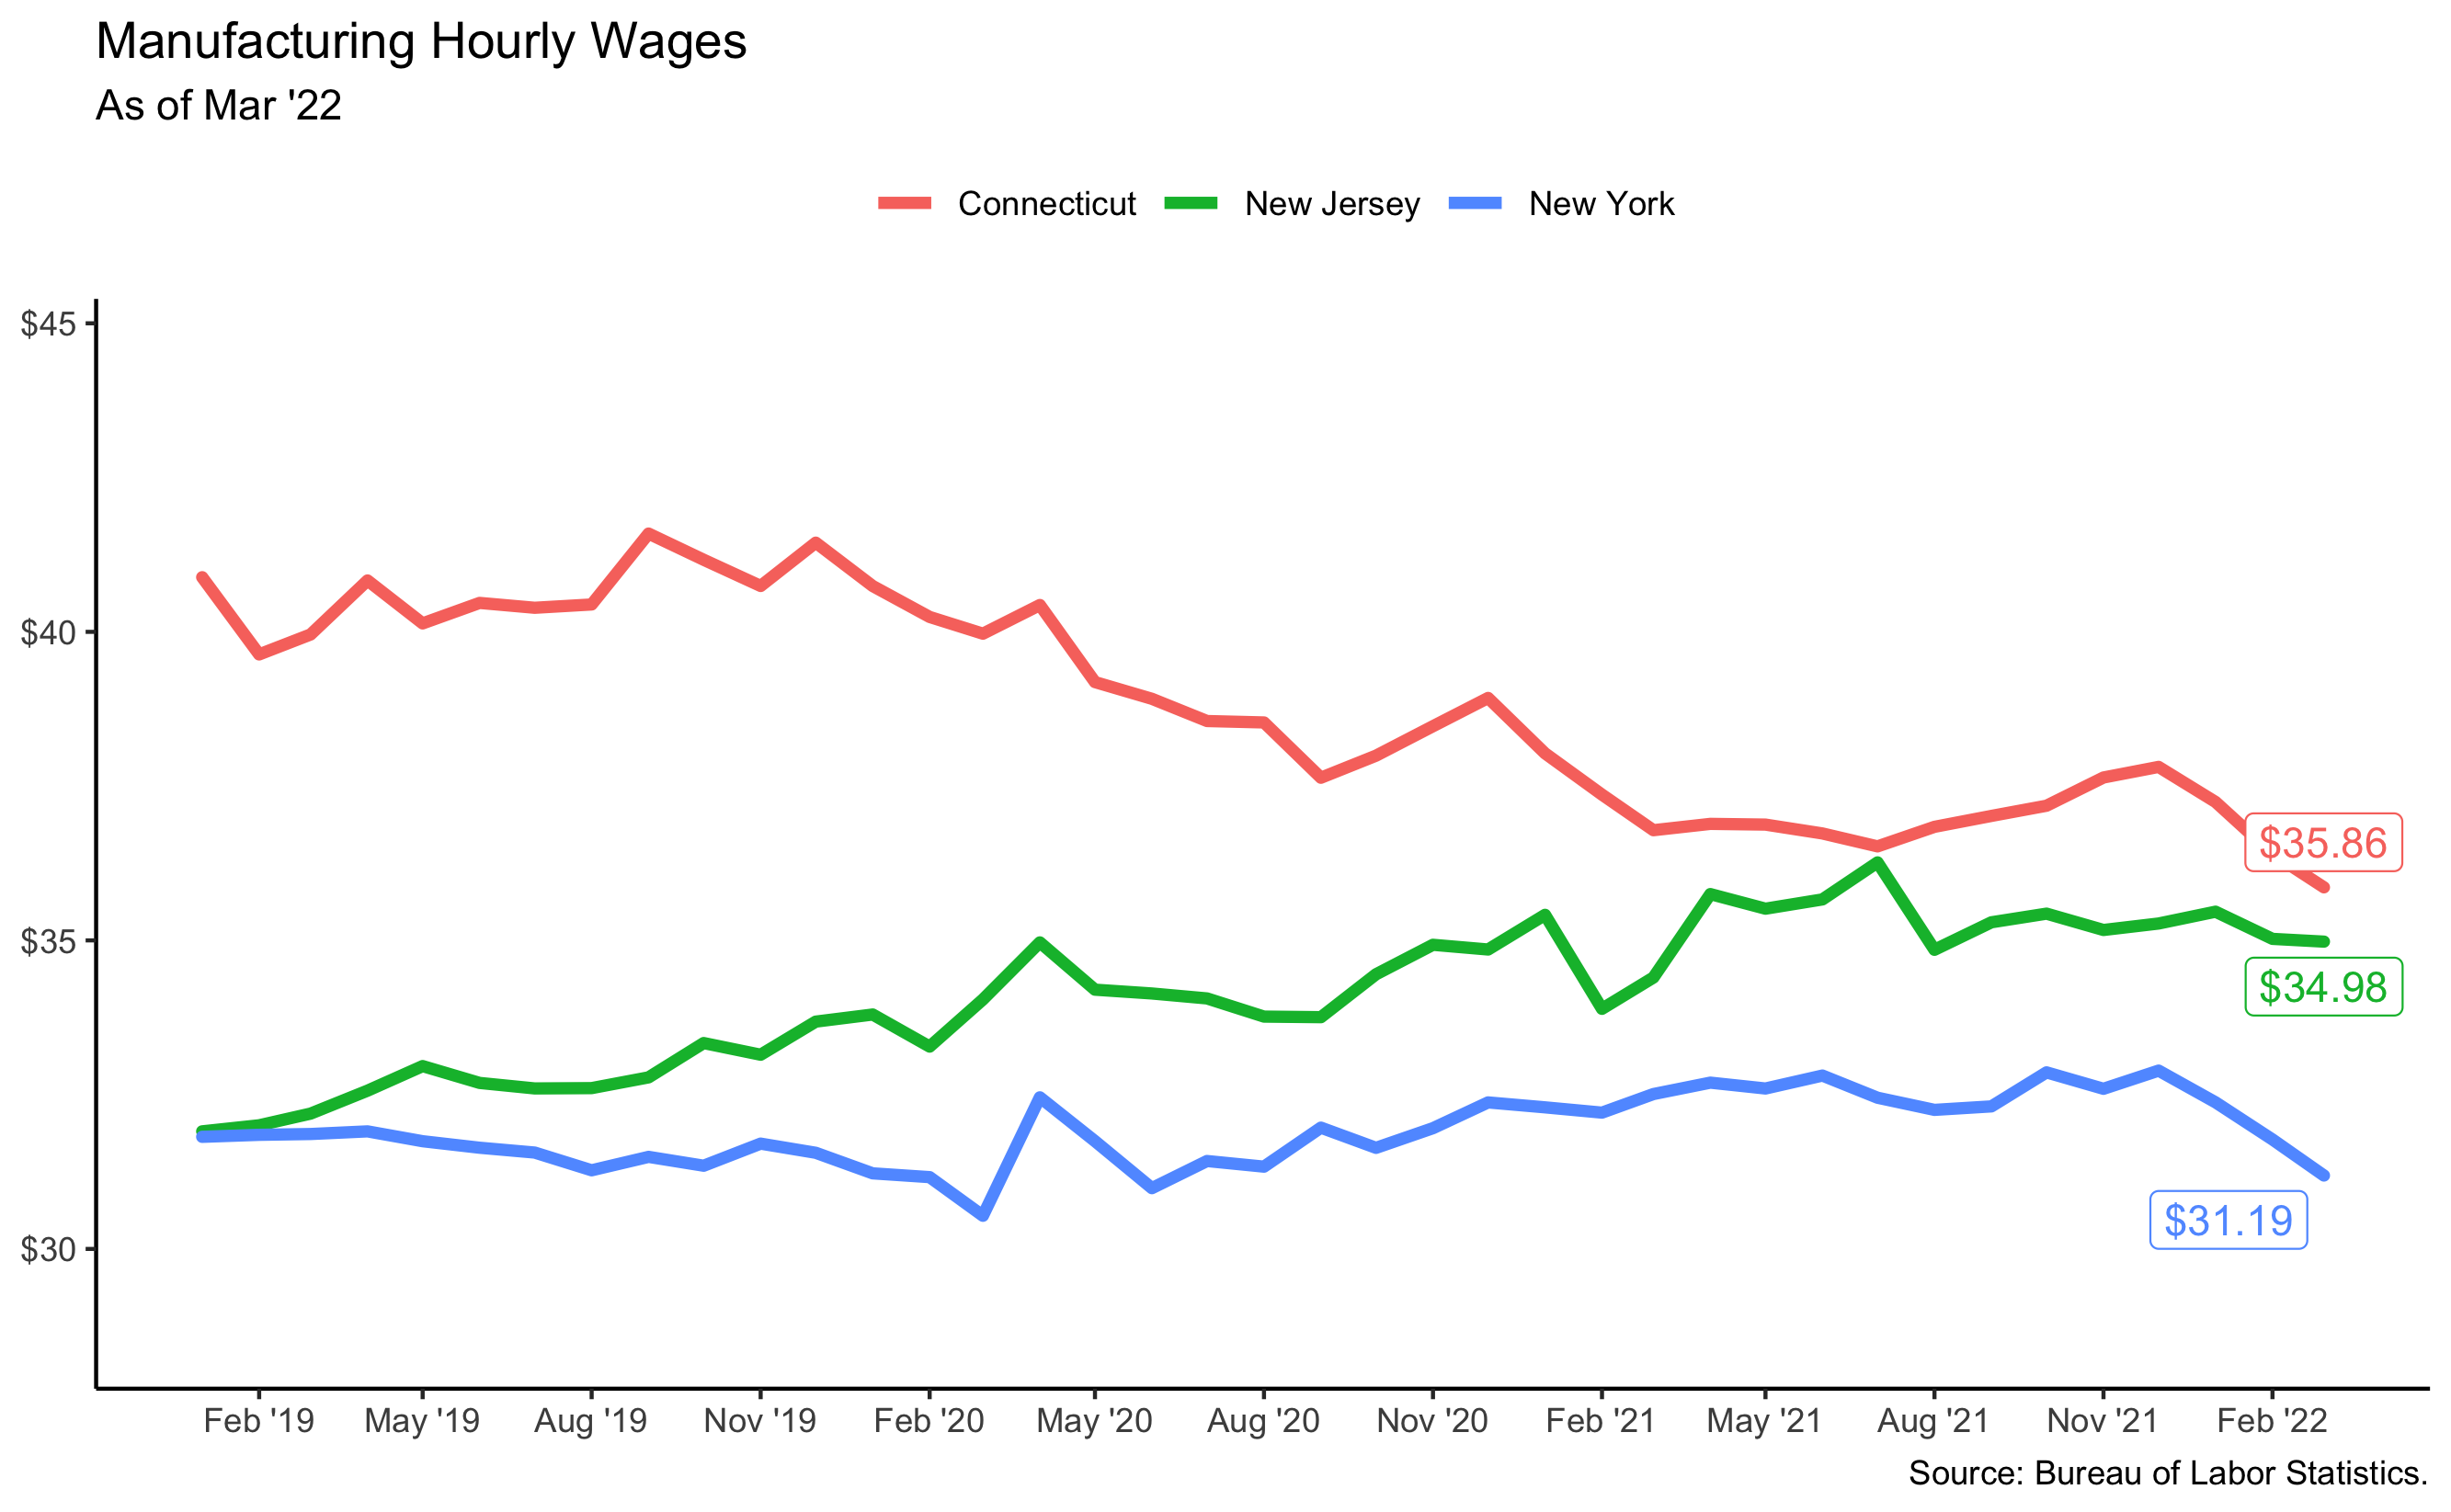 Manufacturing Hourly Wages
As of Mar '22
Connecticut New Jersey New York
$45
$40
$35
$30
$35.86
$34.98
$31.19
Feb '19 May '19 Aug '19 Nov '19 Feb '20 May '20 Aug '20 Nov '20 Feb '21 May '21 Aug '21 Nov '21 Feb '22
Source: Bureau of Labor Statistics.